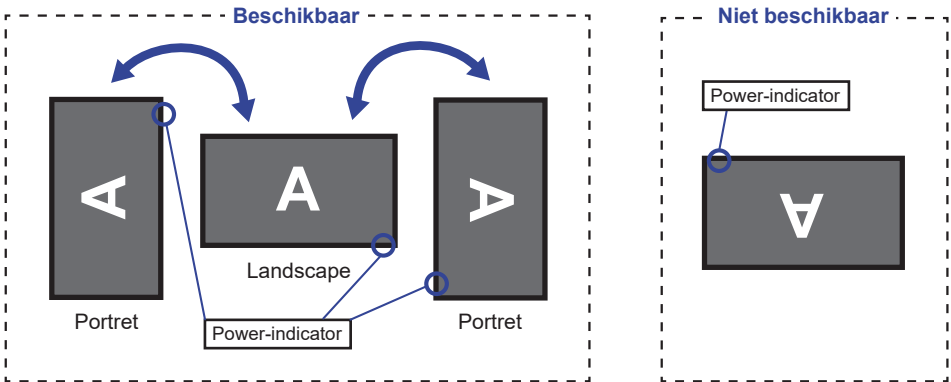 Beschikbaar
A
A
A
Landscape
Portret
Portret
Power-indicator
Niet beschikbaar
Power-indicator
A